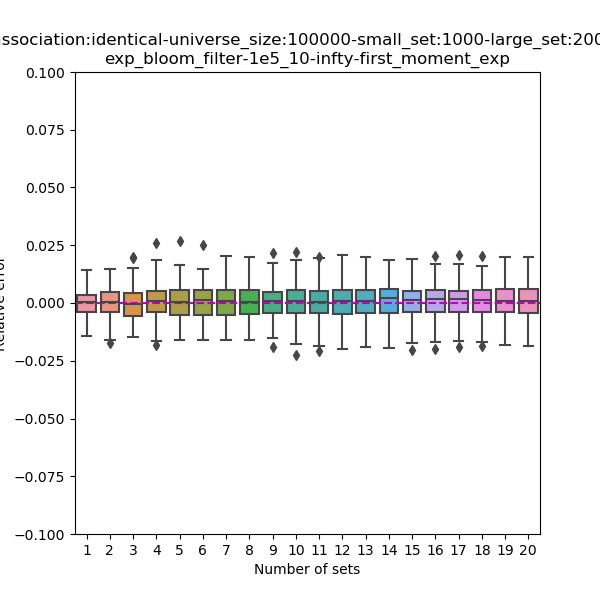 ssociation:identical-universe_size:100000-small_set:1000-large_set:200
exp_bloom_filter-1e5_10-infty-first_moment_exp
0.100
0.075
0.050
0.025
0.000
−0.025
−0.050
−0.075
−0.100
Relative error
1 2 3 4 5 6 7 8 9 10 11 12 13 14 15 16 17 18 19 20
Number of sets